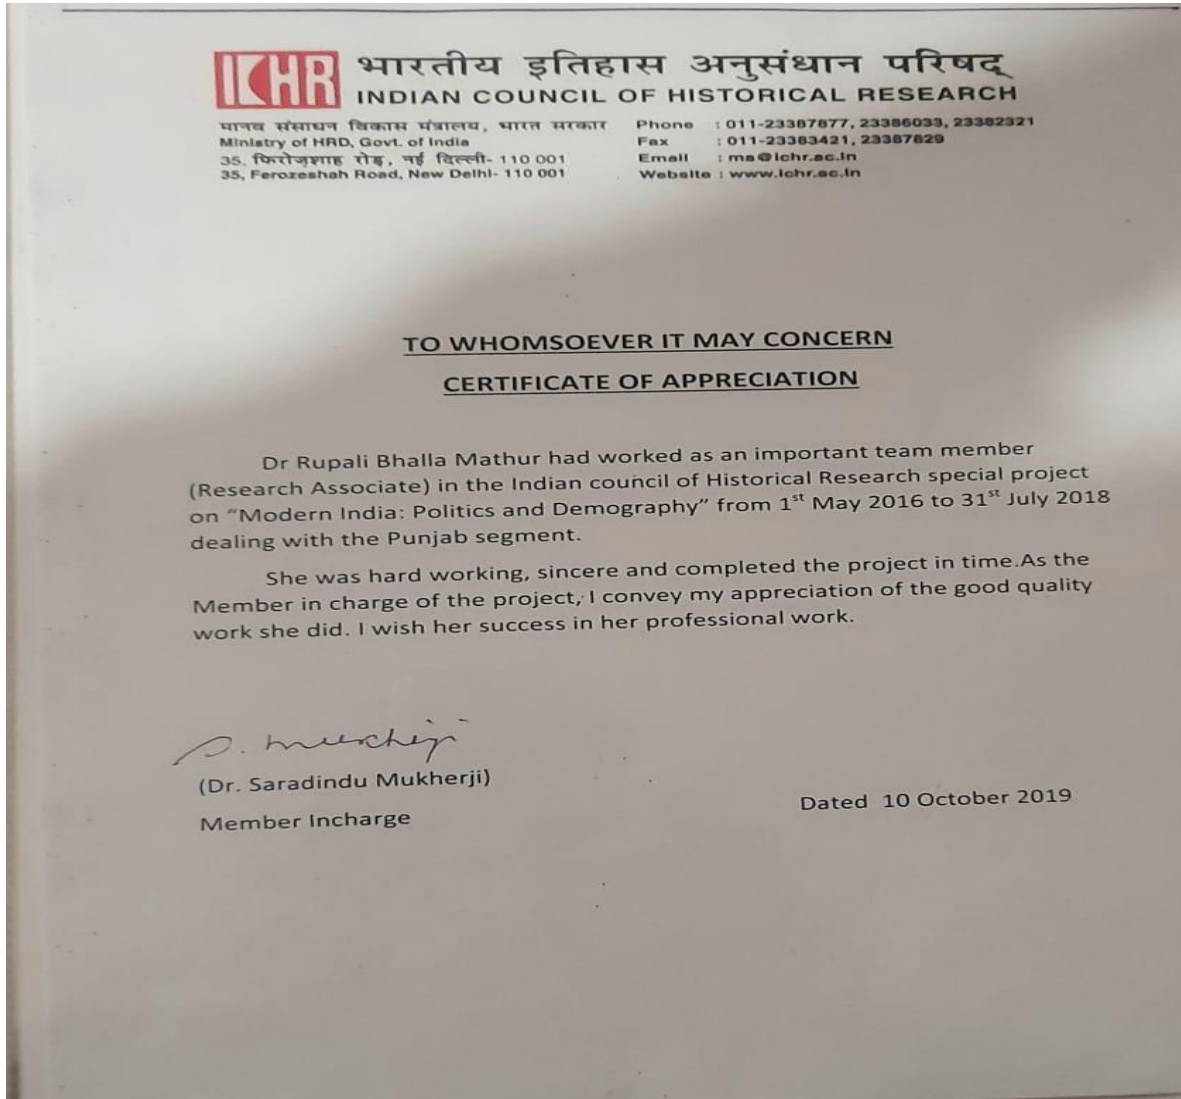 ICHR
भारतीय इतिहास अनुसंधान परिषद्
INDIAN COUNCIL OF HISTORICAL RESEARCH
मानव संसाधन विकास मंत्रालय, भारत सरकार
Ministry of HRD, Govt. of India
35, फिरोज़शाह रोड़, नई दिल्ली- 110 001
35, Ferozeshah Road, New Delhi- 110 001
Phone : 011-23387877, 23386033, 23382321
Fax : 011-23383421, 23387829
Email : ms@ichr.ac.in
Website : www.ichr.ac.in
TO WHOMSOEVER IT MAY CONCERN
CERTIFICATE OF APPRECIATION
Dr Rupali Bhalla Mathur had worked as an important team member
(Research Associate) in the Indian council of Historical Research special project
on “Modern India: Politics and Demography” from 1st May 2016 to 31st July 2018
dealing with the Punjab segment.
She was hard working, sincere and completed the project in time.As the
Member in charge of the project, I convey my appreciation of the good quality
work she did. I wish her success in her professional work.
S. Mukherji
(Dr. Saradindu Mukherji)
Member Incharge
Dated 10 October 2019